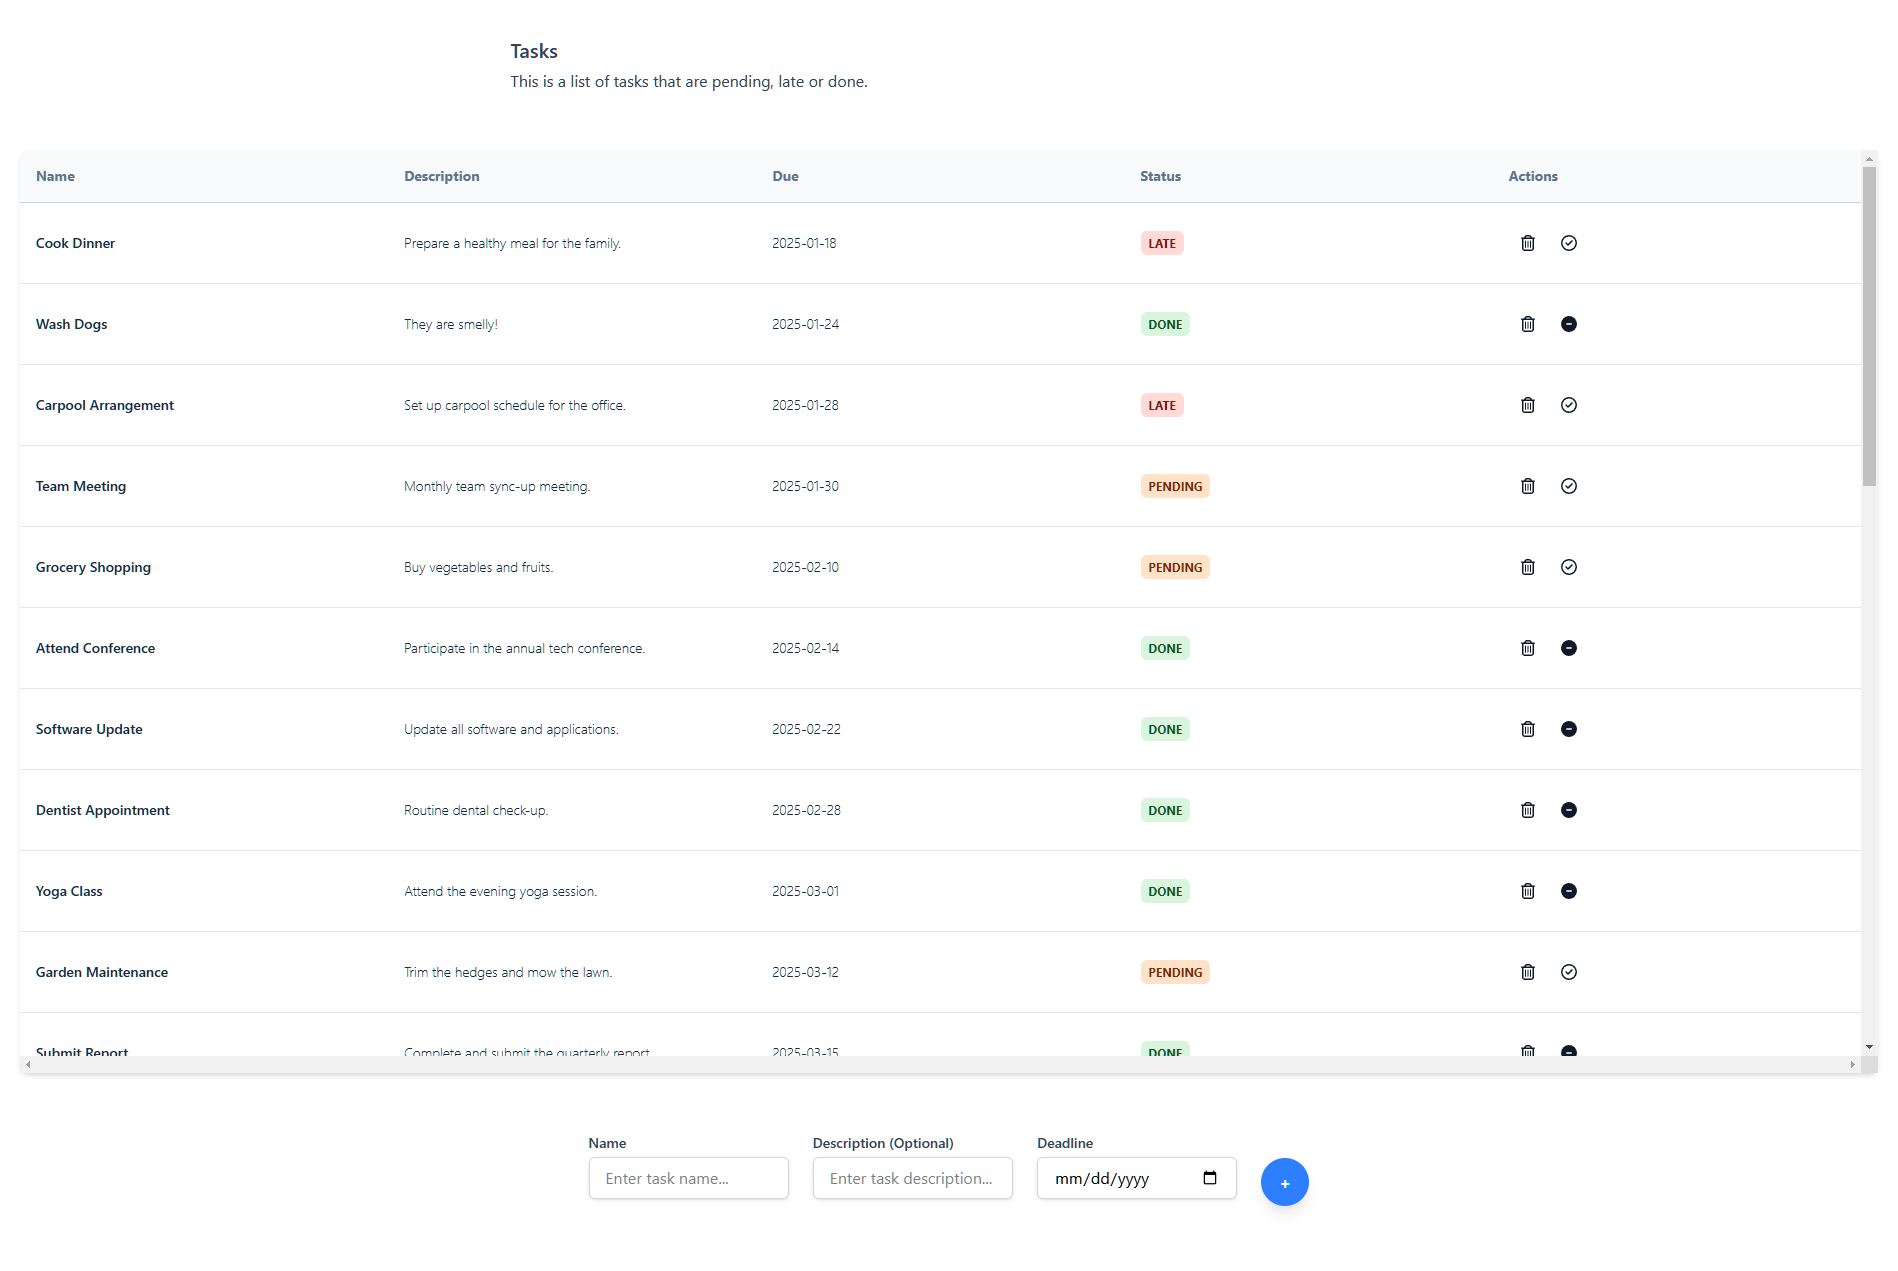 Tasks
This is a list of tasks that are pending, late or done.
Name Description Due Status Actions
Cook Dinner Prepare a healthy meal for the family. 2025-01-18 LATE
Wash Dogs They are smelly! 2025-01-24 DONE
Carpool Arrangement Set up carpool schedule for the office. 2025-01-28 LATE
Team Meeting Monthly team sync-up meeting. 2025-01-30 PENDING
Grocery Shopping Buy vegetables and fruits. 2025-02-10 PENDING
Attend Conference Participate in the annual tech conference. 2025-02-14 DONE
Software Update Update all software and applications. 2025-02-22 DONE
Dentist Appointment Routine dental check-up. 2025-02-28 DONE
Yoga Class Attend the evening yoga session. 2025-03-01 DONE
Garden Maintenance Trim the hedges and mow the lawn. 2025-03-12 PENDING
Submit Report Complete and submit the quarterly report. 2025-03-15 DONE
Name Description (Optional) Deadline
Enter task name... Enter task description... mm/dd/yyyy +